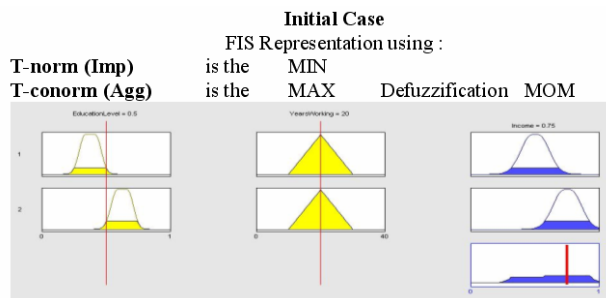 Initial Case
FIS Representation using :
T-norm (Imp) is the MIN
T-conorm (Agg) is the MAX Defuzzification MOM
EducationLevel = 0.5 YearsWorking = 20 Income = 0.75
1
2
0 1 0 40
0 1